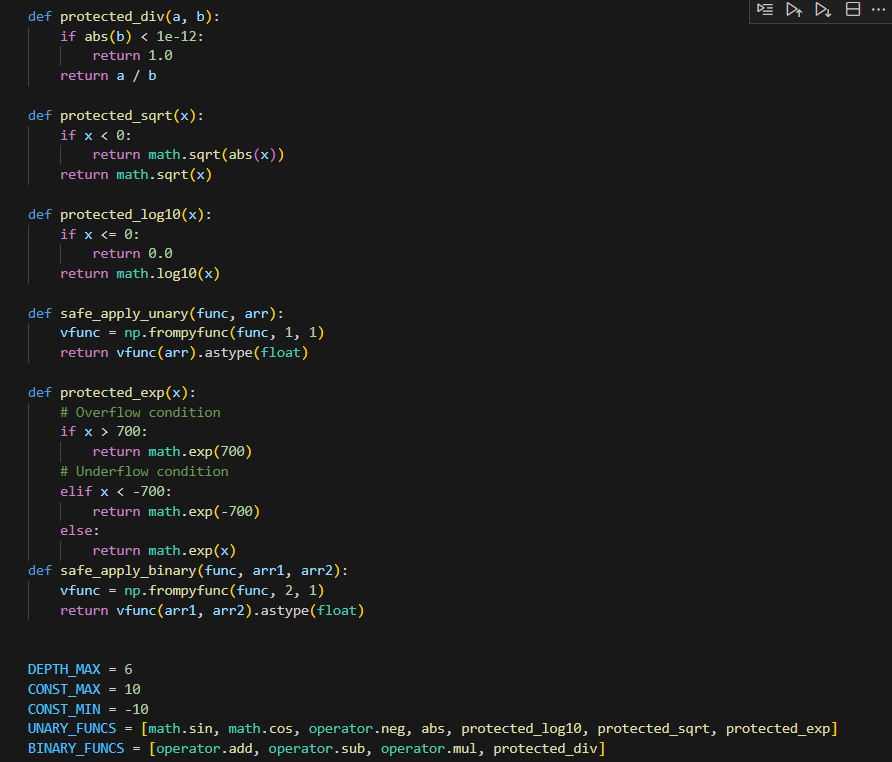 def protected_div(a, b):
    if abs(b) < 1e-12:
        return 1.0
    return a / b

def protected_sqrt(x):
    if x < 0:
        return math.sqrt(abs(x))
    return math.sqrt(x)

def protected_log10(x):
    if x <= 0:
        return 0.0
    return math.log10(x)

def safe_apply_unary(func, arr):
    vfunc = np.frompyfunc(func, 1, 1)
    return vfunc(arr).astype(float)

def protected_exp(x):
    # Overflow condition
    if x > 700:
        return math.exp(700)
    # Underflow condition
    elif x < -700:
        return math.exp(-700)
    else:
        return math.exp(x)
def safe_apply_binary(func, arr1, arr2):
    vfunc = np.frompyfunc(func, 2, 1)
    return vfunc(arr1, arr2).astype(float)


DEPTH_MAX = 6
CONST_MAX = 10
CONST_MIN = -10
UNARY_FUNCS = [math.sin, math.cos, operator.neg, abs, protected_log10, protected_sqrt, protected_exp]
BINARY_FUNCS = [operator.add, operator.sub, operator.mul, protected_div]